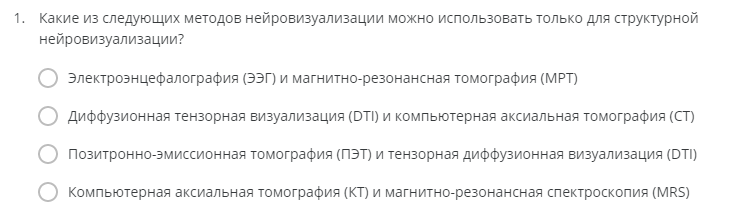 1. Какие из следующих методов нейровизуализации можно использовать только для структурной
нейровизуализации?
Электроэнцефалография (ЭЭГ) и магнитно-резонансная томография (МРТ)
Диффузионная тензорная визуализация (DTI) и компьютерная аксиальная томография (CT)
Позитронно-эмиссионная томография (ПЭТ) и тензорная диффузионная визуализация (DTI)
Компьютерная аксиальная томография (КТ) и магнитно-резонансная спектроскопия (MRS)